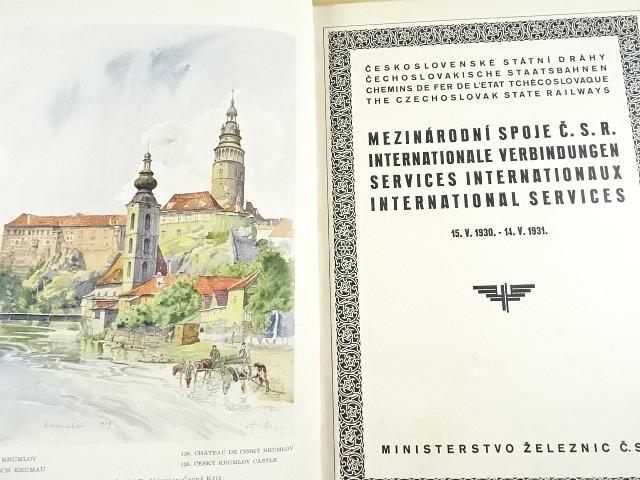 KRUMLOV
CH KRUMAU
126. CHÂTEAU DE ČESKÝ KRUMLOV
126. ČESKÝ KRUMLOV CASTLE
ČESKOSLOVENSKÉ STÁTNÍ DRÁHY
ČECHOSLOVAKISCHE STAATSBAHNEN
CHEMINS DE FER DE L'ETAT TCHÉCOSLOVAQUE
THE CZECHOSLOVAK STATE RAILWAYS
MEZINÁRODNÍ SPOJE Č. S. R.
INTERNATIONALE VERBINDUNGEN
SERVICES INTERNATIONAUX
INTERNATIONAL SERVICES
15. V. 1930. - 14. V. 1931.
MINISTERSTVO ŽELEZNIC Č.S